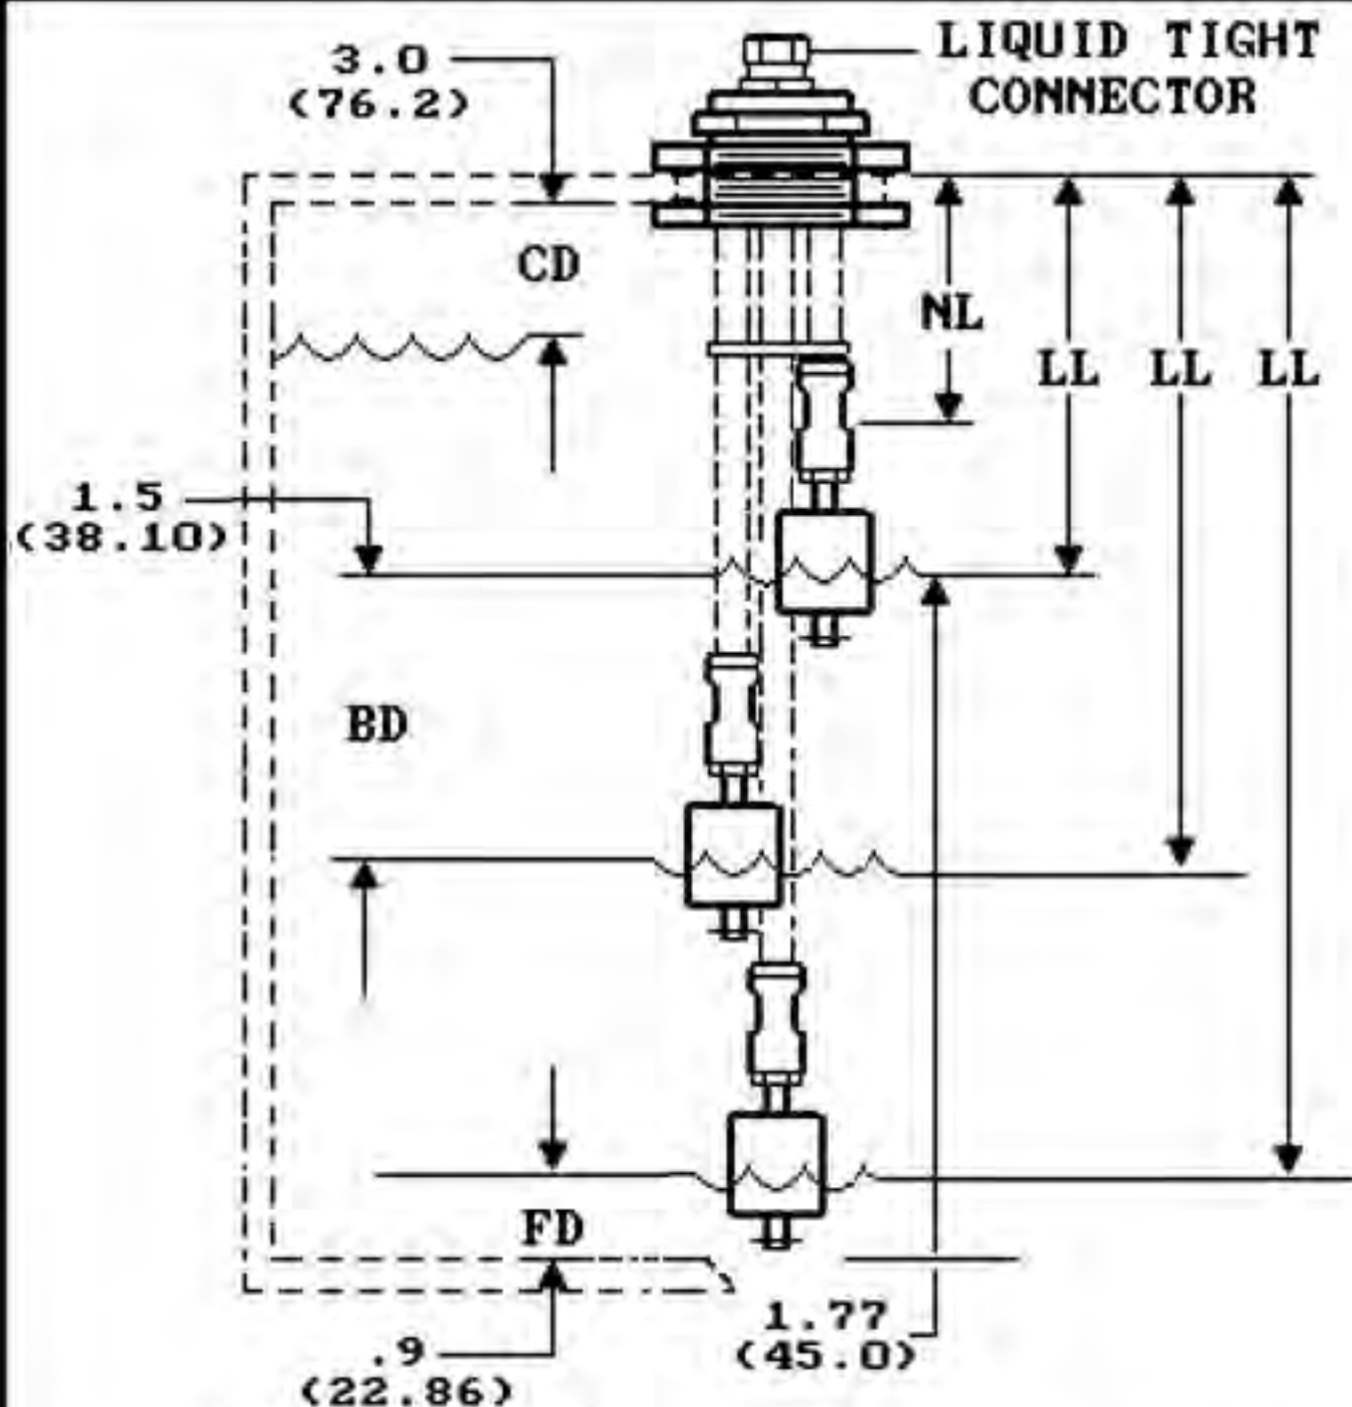 LIQUID TIGHT
CONNECTOR
3.0
(76.2)
CD
NL
LL
LL
LL
1.5
(38.10)
BD
FD
.9
(22.86)
1.77
(45.0)